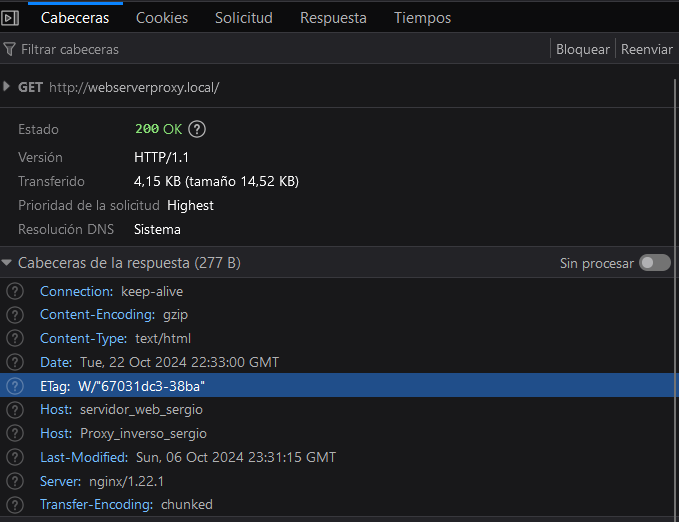 Cabeceras Cookies Solicitud Respuesta Tiempos
Filtrar cabeceras Bloquear Reenviar
GET http://webserverproxy.local/
Estado 200 OK ?
Versión HTTP/1.1
Transferido 4,15 KB (tamaño 14,52 KB)
Prioridad de la solicitud Highest
Resolución DNS Sistema
Cabeceras de la respuesta (277 B) Sin procesar
? Connection: keep-alive
? Content-Encoding: gzip
? Content-Type: text/html
? Date: Tue, 22 Oct 2024 22:33:00 GMT
? ETag: W/"67031dc3-38ba"
? Host: servidor_web_sergio
? Host: Proxy_inverso_sergio
? Last-Modified: Sun, 06 Oct 2024 23:31:15 GMT
? Server: nginx/1.22.1
? Transfer-Encoding: chunked